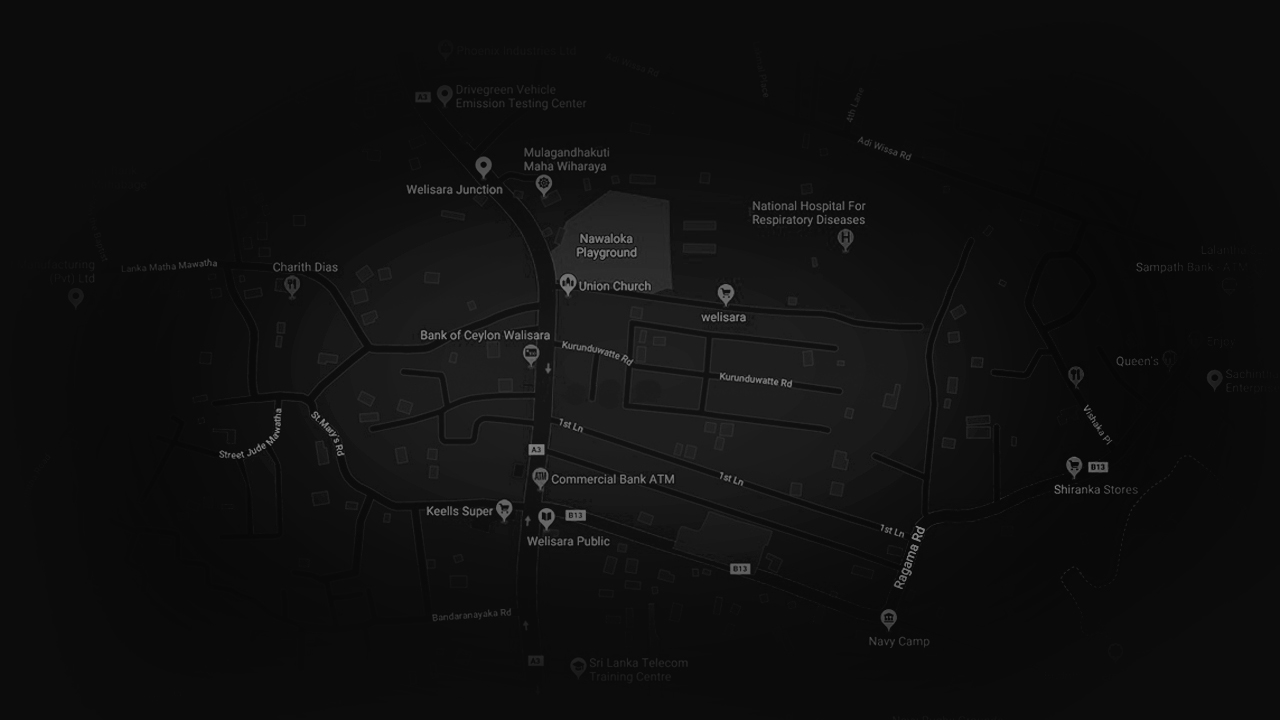 Phoenix Industries Ltd
A3
Drivegreen Vehicle
Emission Testing Center
4th Lane
Adi Wissa Rd
Mulagandhakuti
Maha Wiharaya
Welisara Junction
National Hospital For
Respiratory Diseases
Nawaloka
Playground
Lanka Matha Mawatha
Charith Dias
(Pvt) Ltd
Union Church
Sampath Bank - ATM
welisara
Bank of Ceylon Walisara
Kurunduwatte Rd
Kurunduwatte Rd
Enjoy
Queen's
Street Jude Mawatha
St.Mary's Rd
1st Ln
Vishaka Pl
A3
Commercial Bank ATM
1st Ln
B13
Shiranka Stores
Keells Super
B13
Welisara Public
1st Ln
Ragama Rd
B13
Bandaranayaka Rd
Navy Camp
A3
Sri Lanka Telecom
Training Centre